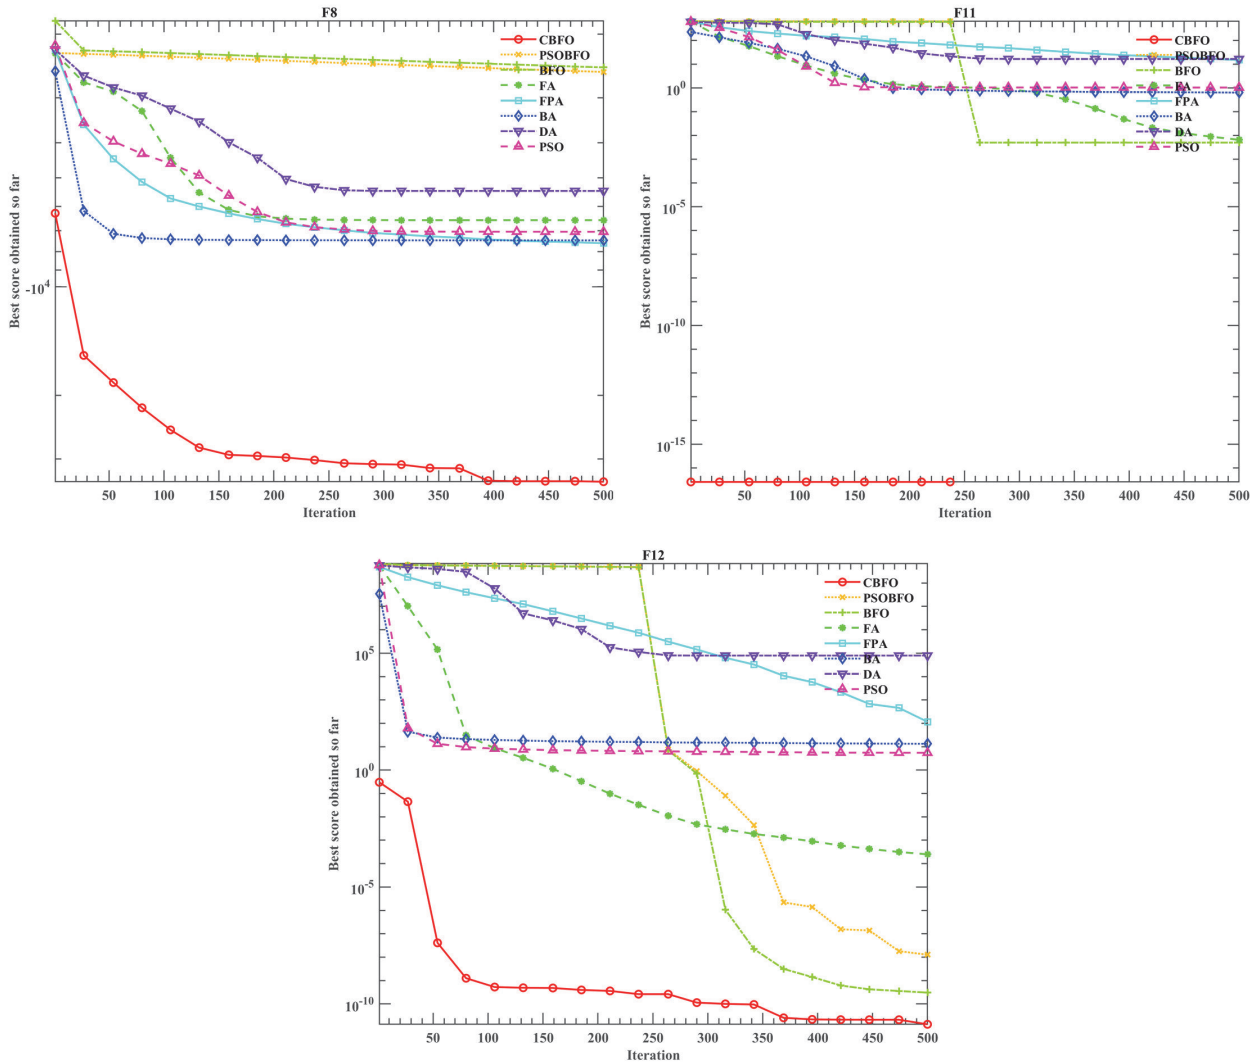 F8
CBFO
PSOBFO
BFO
FA
FPA
BA
DA
PSO
Best score obtained so far
-10^4
50 100 150 200 250 300 350 400 450 500
Iteration
F11
CBFO
PSOBFO
BFO
FA
FPA
BA
DA
PSO
Best score obtained so far
10^0
10^-5
10^-10
10^-15
50 100 150 200 250 300 350 400 450 500
Iteration
F12
CBFO
PSOBFO
BFO
FA
FPA
BA
DA
PSO
Best score obtained so far
10^5
10^0
10^-5
10^-10
50 100 150 200 250 300 350 400 450 500
Iteration